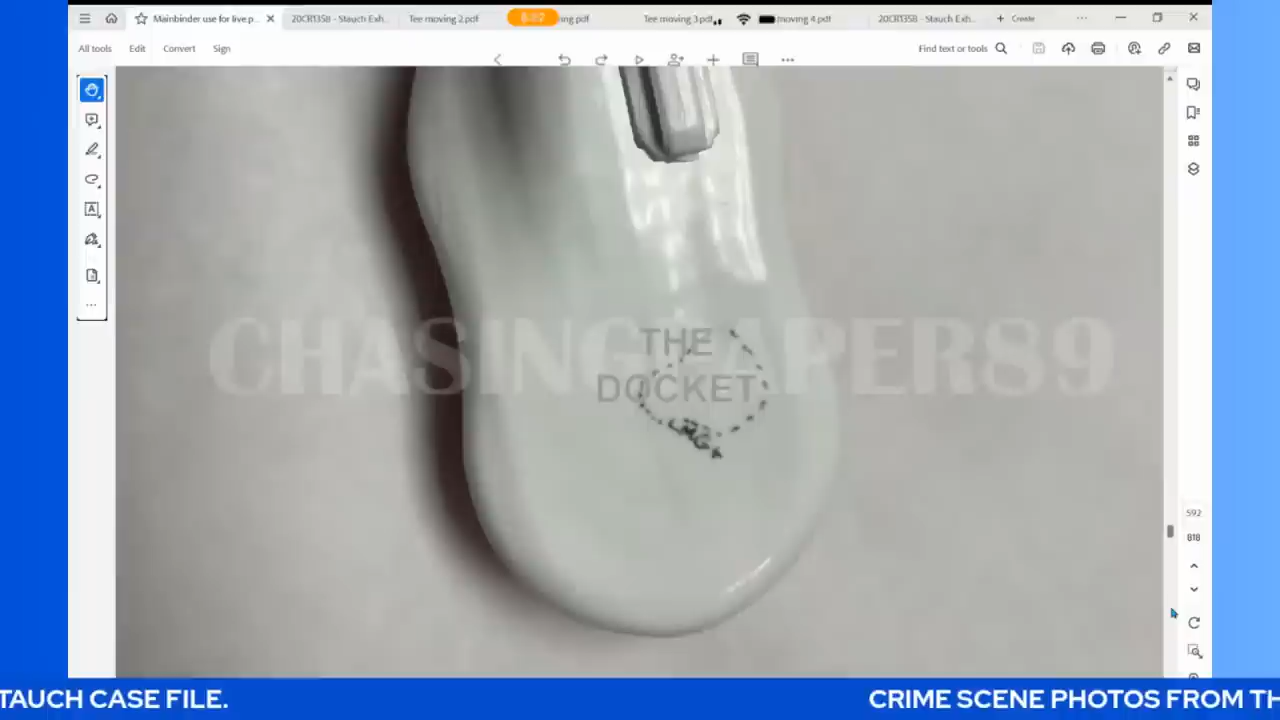 Mainbinder use for live.p...
20CR1358 - Stauch Exh...
Tee moving 2.pdf
ing.pdf
Tee moving 3.pdf
moving 4.pdf
20CR1358 - Stauch Exh...
Create
All tools
Edit
Convert
Sign
Find text or tools
CHASINGPAPER89
THE
DOCKET
592
818
TAUCH CASE FILE.
CRIME SCENE PHOTOS FROM TH